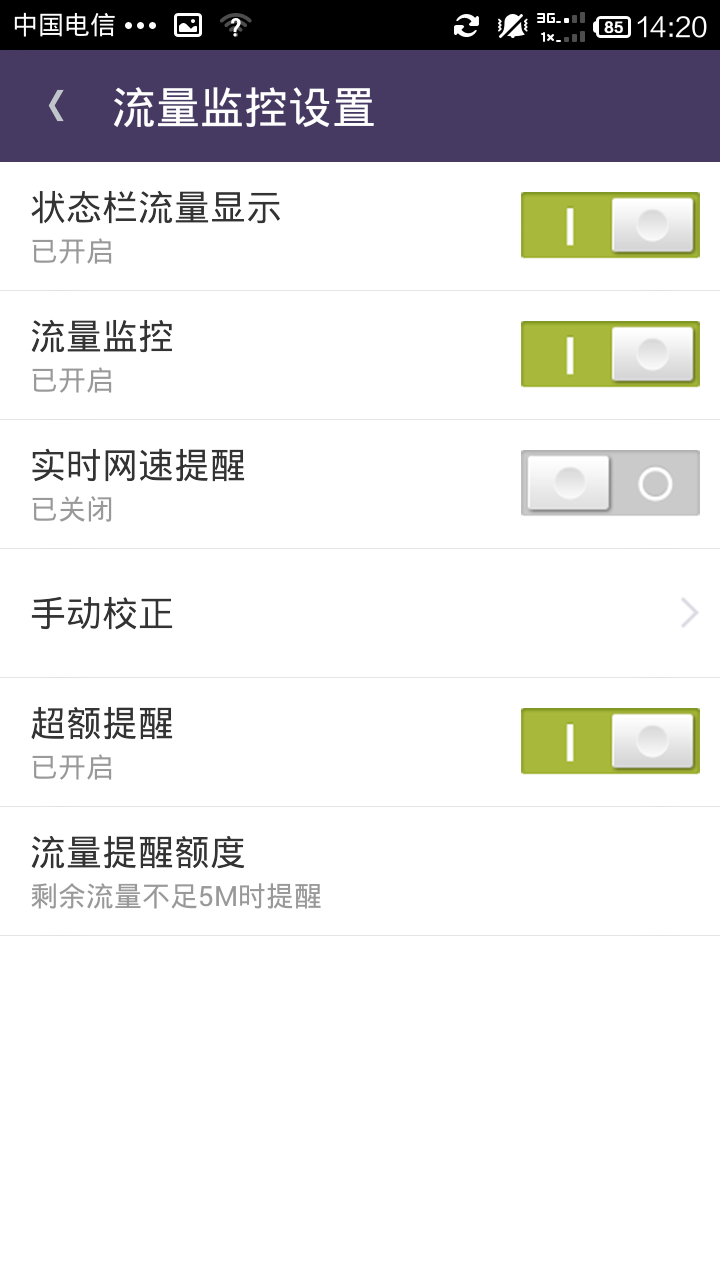 中国电信 ••• 3G 1× 85 14:20
流量监控设置
状态栏流量显示
已开启
流量监控
已开启
实时网速提醒
已关闭
手动校正
超额提醒
已开启
流量提醒额度
剩余流量不足5M时提醒